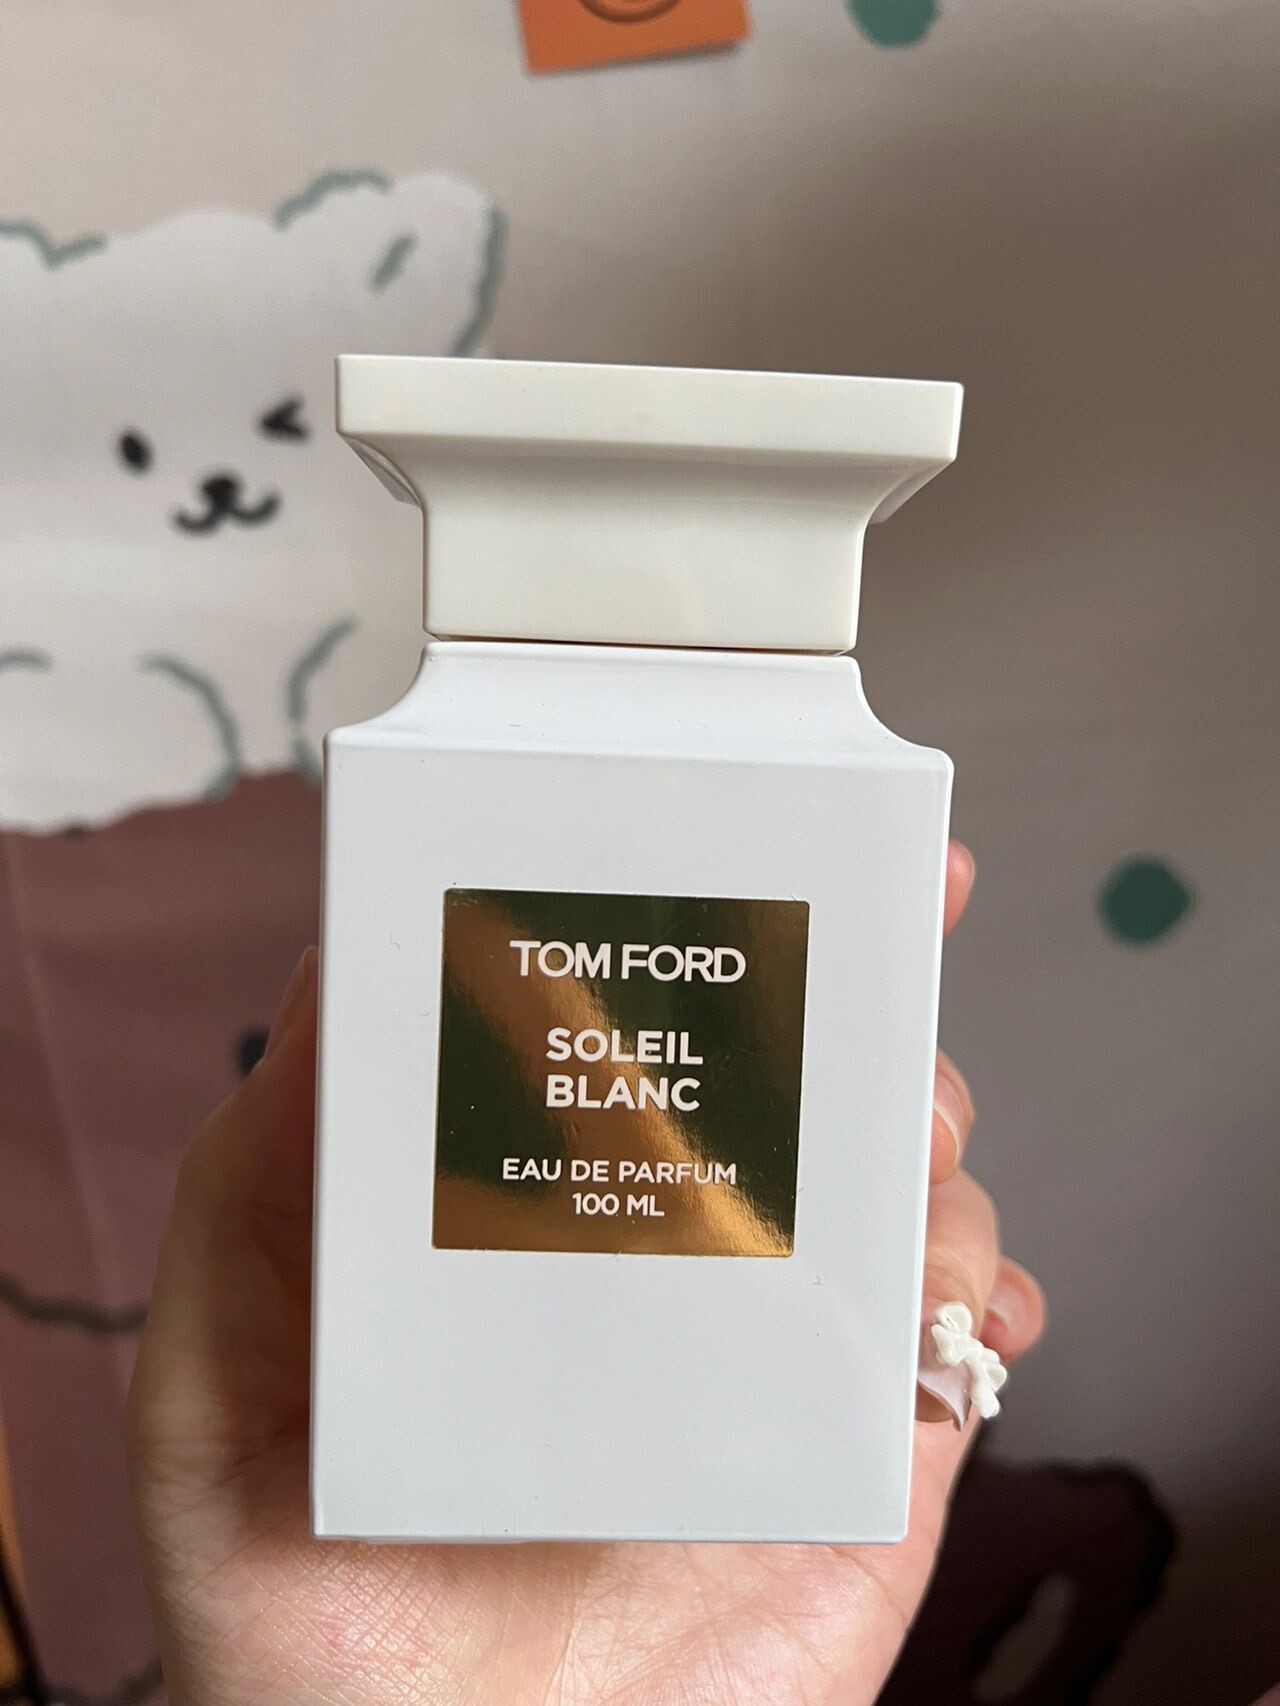 TOM FORD
SOLEIL
BLANC
EAU DE PARFUM
100 ML